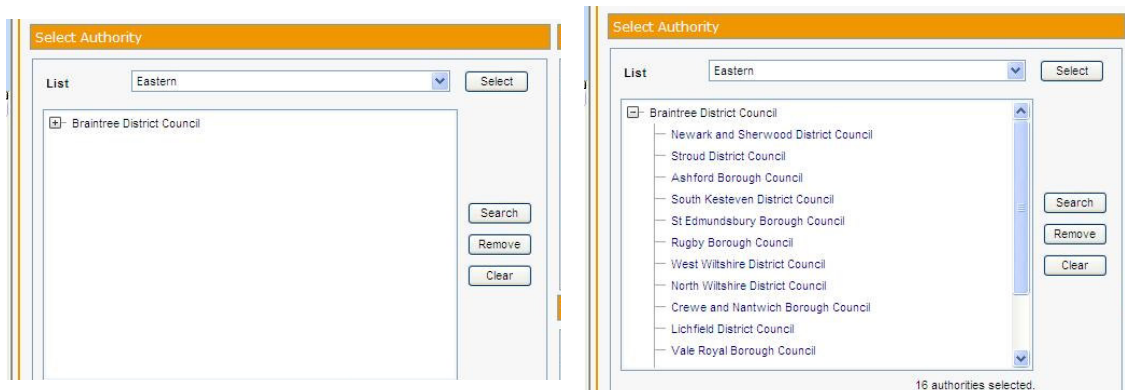 Select Authority
List Eastern Select
Braintree District Council
Search
Remove
Clear
Select Authority
List Eastern Select
Braintree District Council
Newark and Sherwood District Council
Stroud District Council
Ashford Borough Council
South Kesteven District Council
St Edmundsbury Borough Council
Rugby Borough Council
West Wiltshire District Council
North Wiltshire District Council
Crewe and Nantwich Borough Council
Lichfield District Council
Vale Royal Borough Council
Search
Remove
Clear
16 authorities selected.